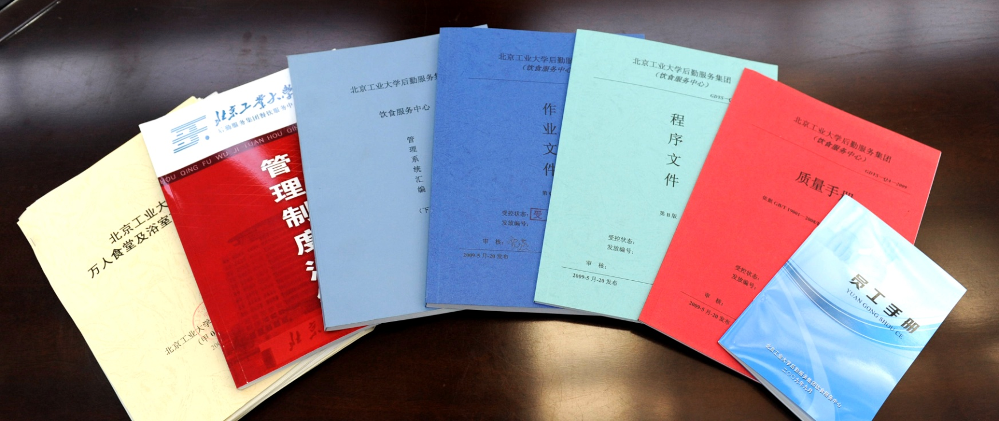 北京工业大
万人食堂及浴室
北京工业大学
(甲 0
北京工业大学
后勤服务集团餐饮服务中
HOU QING FU WU JI TUAN HOU QIN
管理制度
北京工业大学后勤服务集
饮食服务中心
管理系统汇编
(下
北京工业大学后勤服
(饮食服务中心
作业文件
第
受控状态:
受
发放编号:
审 核:
2009-5月-20 发布
北京工业大学后勤服务集团
(饮食服务中心)
GDYS—Q
程序文件
第 B 版
受控状态:
发放编号:
审 核:
2009-5 月-20 发布
北京工业大学后勤服务集团
(饮食服务中心)
GDYS—QA—2009
质量手册
依据 GB/T 19001—2008
受控状态:
发放编号:
审 核:
2009-5月-20 发布
员工手册
YUAN GONG SHOU CE
北京工业大学后勤服务集团饮食服务中心
二〇〇九年九月